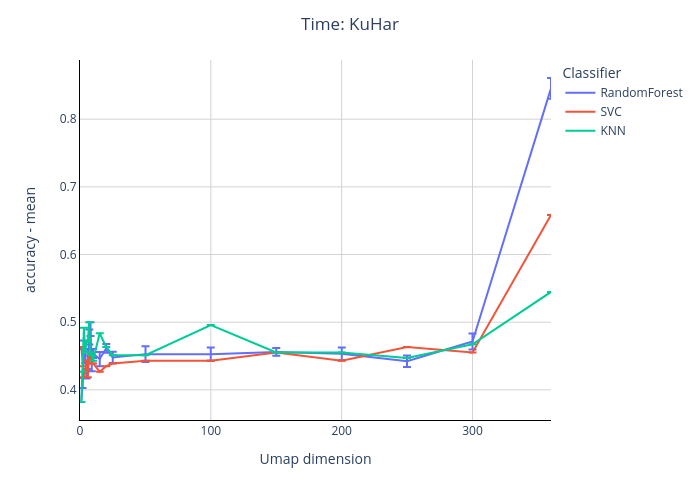 Time: KuHar
Classifier
RandomForest
SVC
KNN
accuracy - mean
0.8
0.7
0.6
0.5
0.4
0
100
200
300
Umap dimension